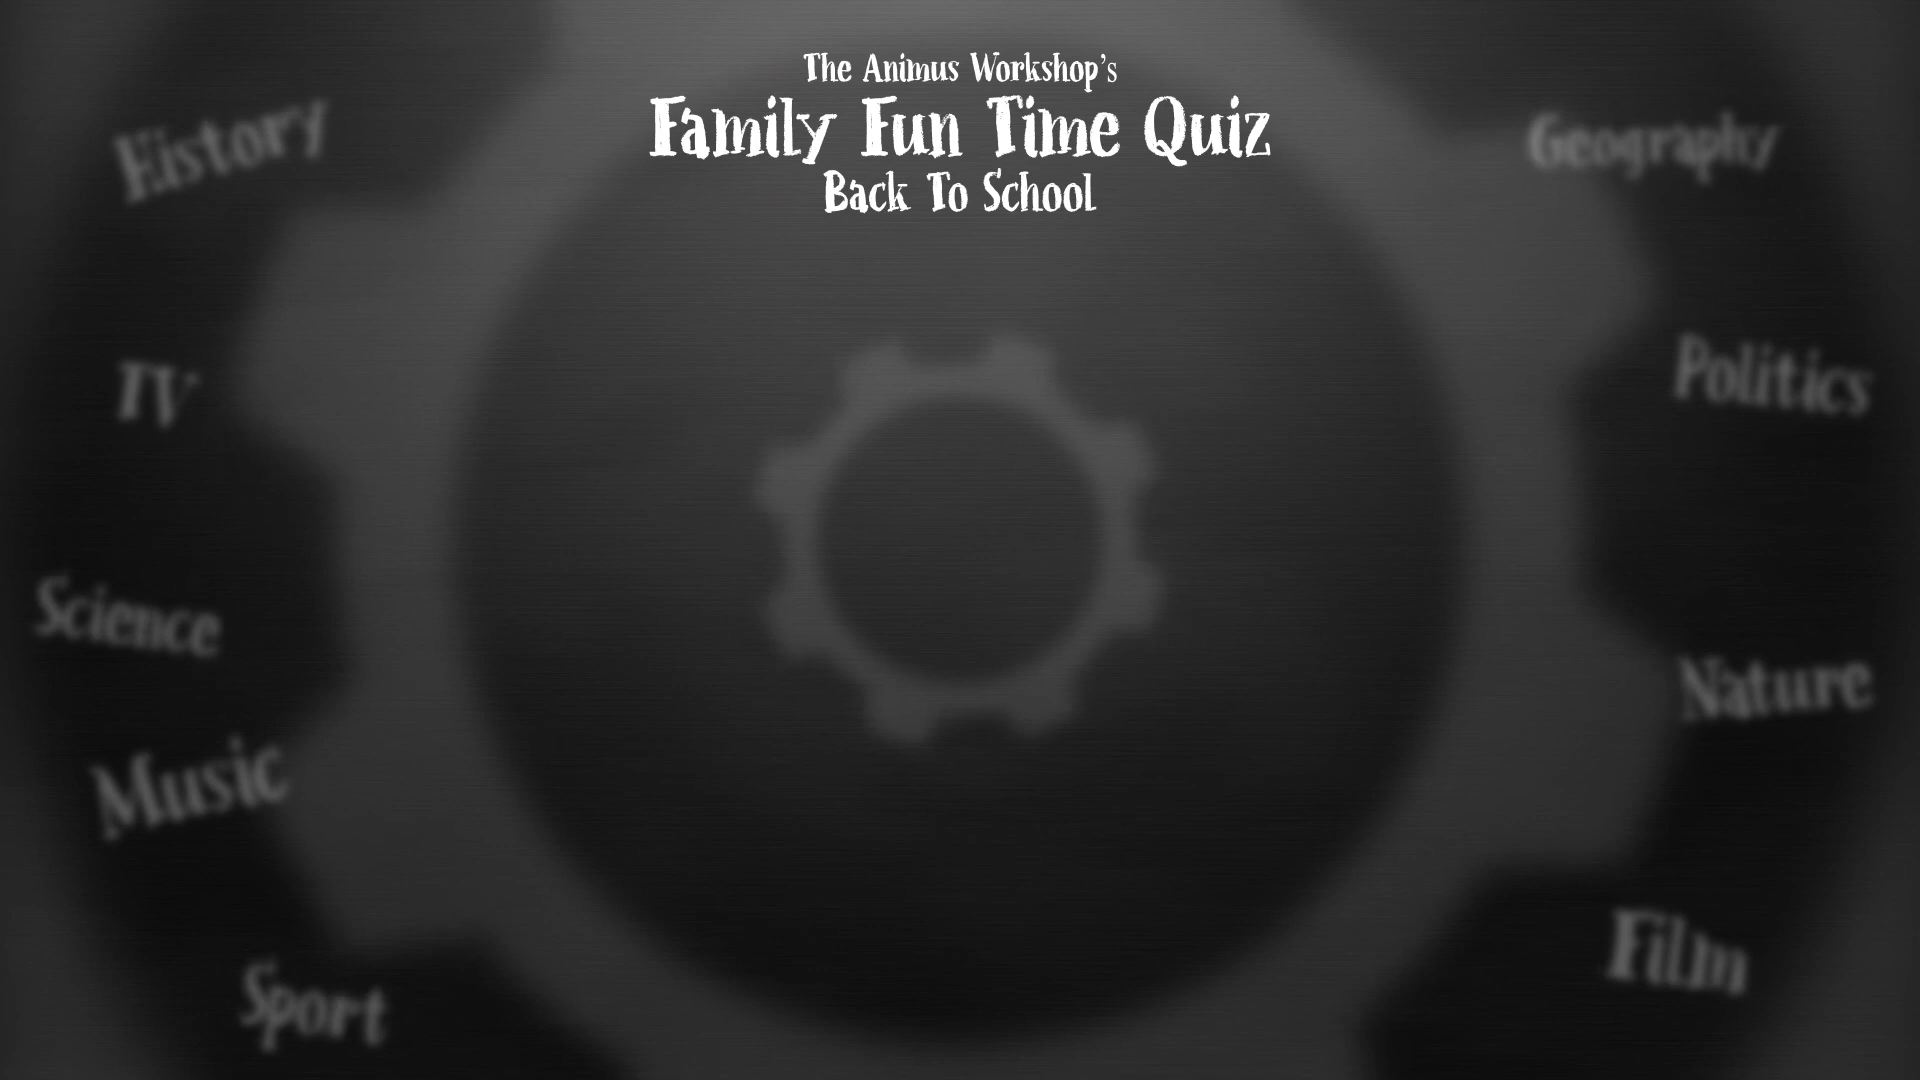 The Animus Workshop's
Family Fun Time Quiz
Back To School
History
Geography
TV
Politics
Science
Nature
Music
Film
Sport